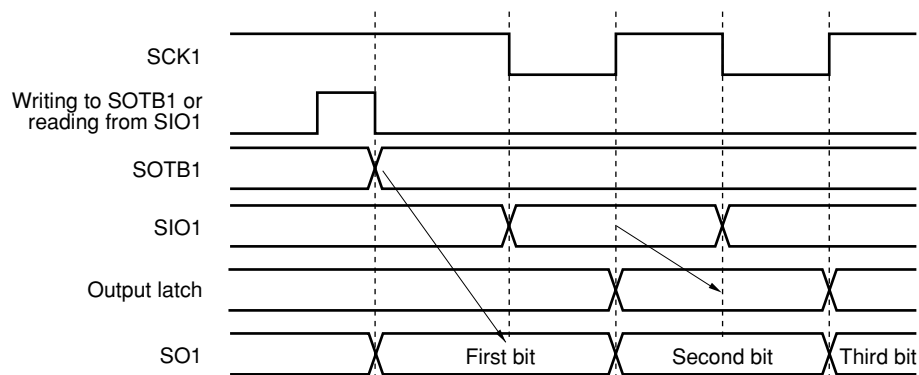 SCK1
Writing to SOTB1 or
reading from SIO1
SOTB1
SIO1
Output latch
SO1
First bit
Second bit
Third bit